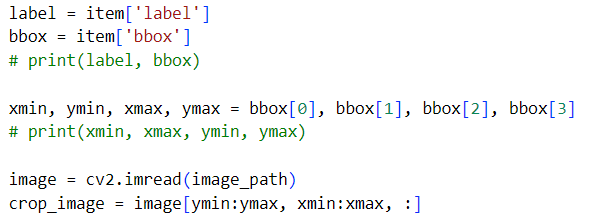 label = item['label']
bbox = item['bbox']
# print(label, bbox)
xmin, ymin, xmax, ymax = bbox[0], bbox[1], bbox[2], bbox[3]
# print(xmin, xmax, ymin, ymax)
image = cv2.imread(image_path)
crop_image = image[ymin:ymax, xmin:xmax, :]